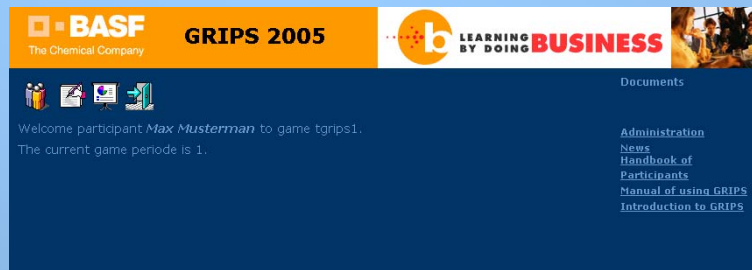 BASF
The Chemical Company
GRIPS 2005
b LEARNING
BY DOING BUSINESS
Documents
Welcome participant Max Musterman to game tgrips1.
The current game periode is 1.
Administration
News
Handbook of
Participants
Manual of using GRIPS
Introduction to GRIPS